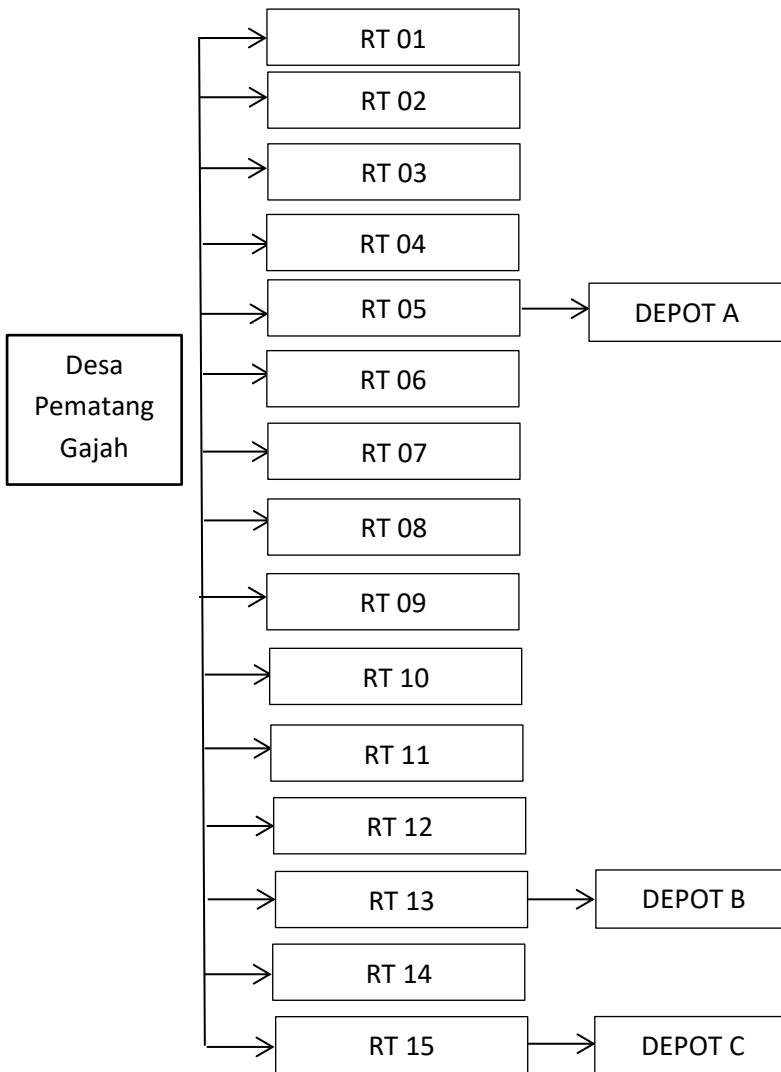 RT 01
RT 02
RT 03
RT 04
RT 05
DEPOT A
Desa
Pematang
Gajah
RT 06
RT 07
RT 08
RT 09
RT 10
RT 11
RT 12
RT 13
DEPOT B
RT 14
RT 15
DEPOT C